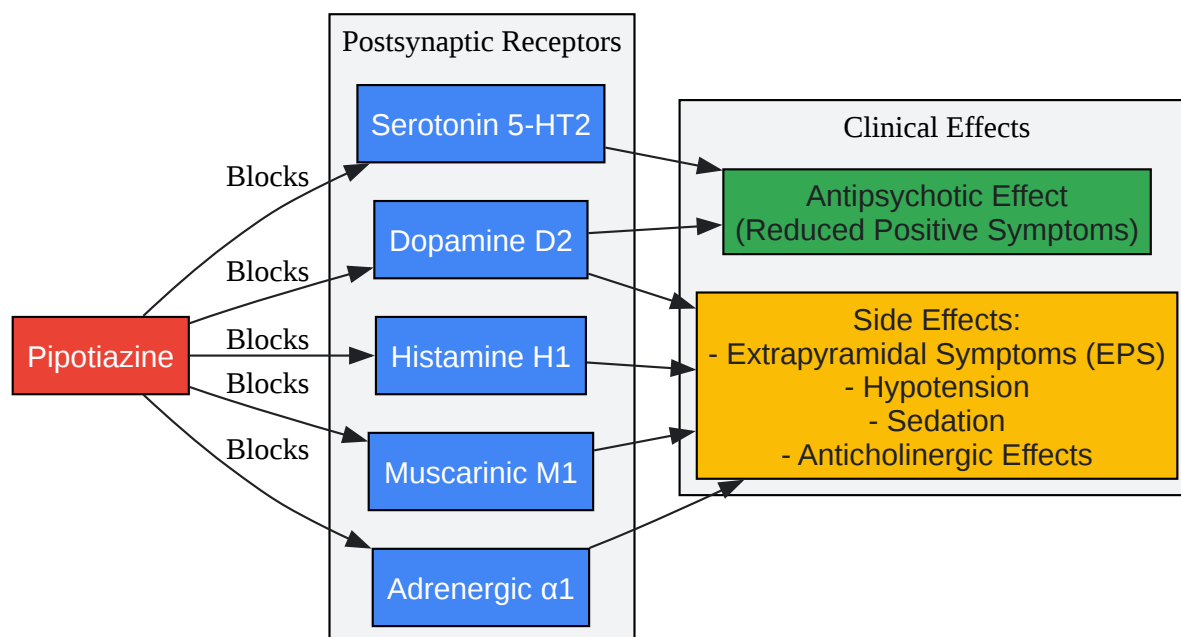 Postsynaptic Receptors
Serotonin 5-HT2
Clinical Effects
Blocks
Antipsychotic Effect
(Reduced Positive Symptoms)
Dopamine D2
Blocks
Side Effects:
- Extrapyramidal Symptoms (EPS)
- Hypotension
- Sedation
- Anticholinergic Effects
Pipotiazine
Blocks
Histamine H1
Blocks
Muscarinic M1
Blocks
Adrenergic α1